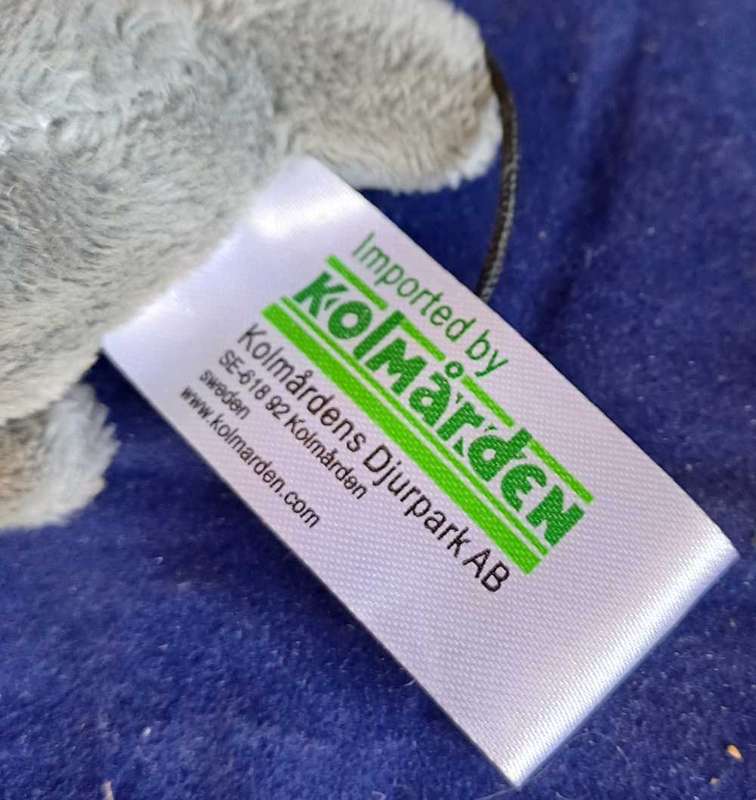 Imported by
Kolmården
Kolmårdens Djurpark AB
SE-618 92 Kolmården
sweden
www.kolmarden.com